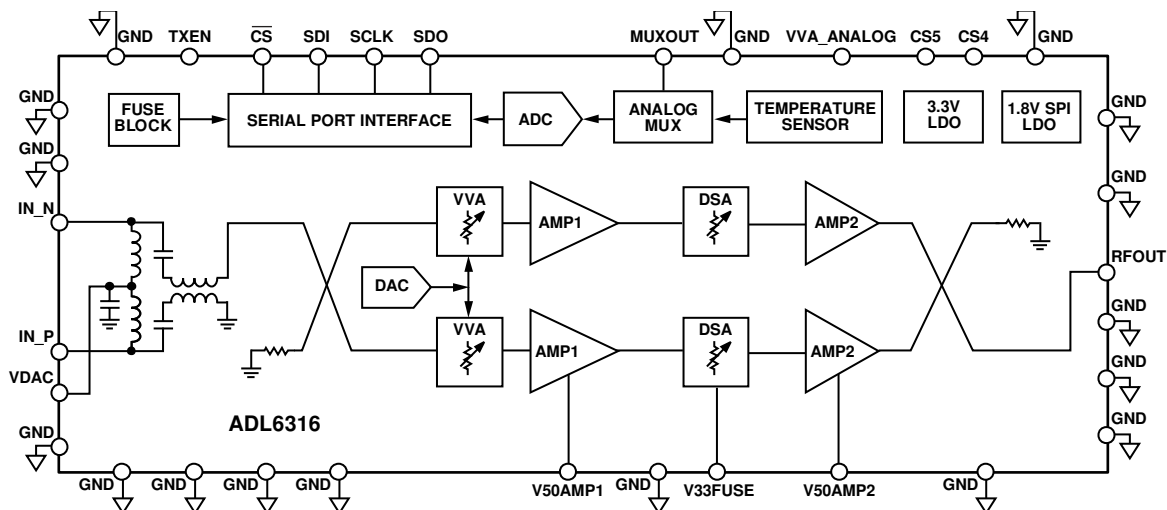 GND TXEN CS SDI SCLK SDO MUXOUT GND VVA_ANALOG CS5 CS4 GND
GND
FUSE
BLOCK
SERIAL PORT INTERFACE
ADC
ANALOG
MUX
TEMPERATURE
SENSOR
3.3V
LDO
1.8V SPI
LDO
GND
GND
GND
IN_N
VVA
AMP1
DSA
AMP2
RFOUT
DAC
GND
IN_P
VVA
AMP1
DSA
AMP2
VDAC
GND
ADL6316
GND
GND
GND GND GND GND V50AMP1 GND V33FUSE V50AMP2 GND